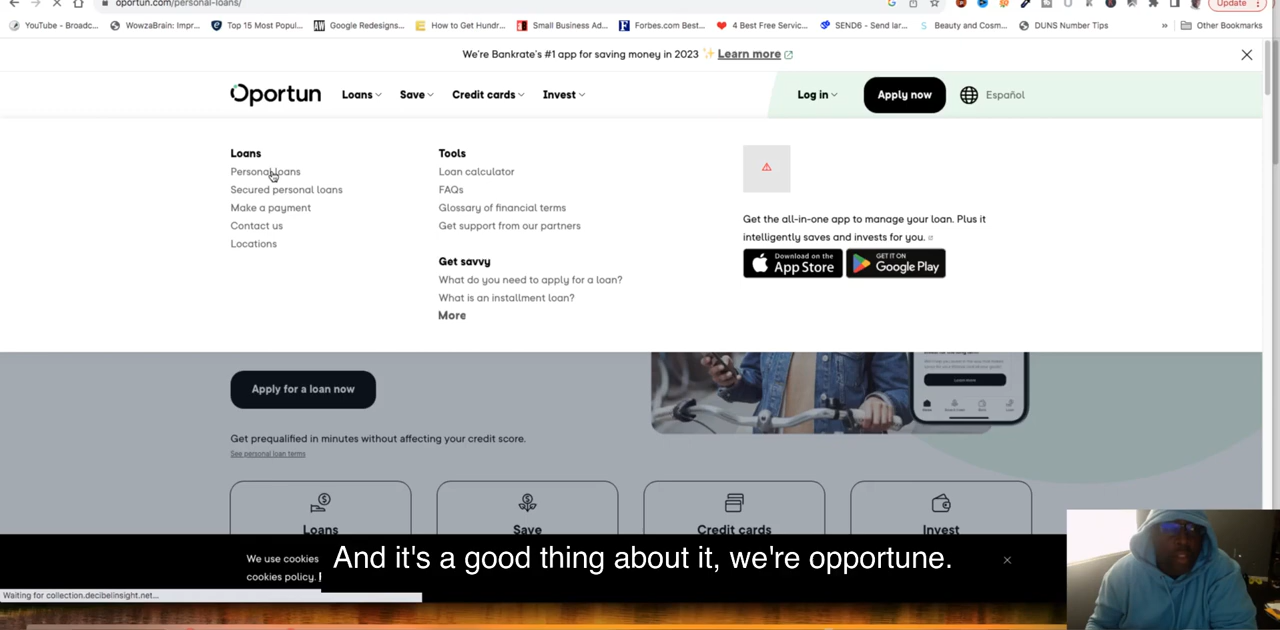 oportun.com/personal-loans/
Update
YouTube - Broadc... WowzaBrain: Impr... Top 15 Most Popul... Google Redesigns... How to Get Hundr... Small Business Ad... Forbes.com Best... 4 Best Free Servic... SEND6 - Send lar... Beauty and Cosm... DUNS Number Tips » Other Bookmarks
We're Bankrate's #1 app for saving money in 2023 ✨ Learn more
Oportun Loans Save Credit cards Invest Log in Apply now Español
Loans
Personal loans
Secured personal loans
Make a payment
Contact us
Locations
Tools
Loan calculator
FAQs
Glossary of financial terms
Get support from our partners
Get savvy
What do you need to apply for a loan?
What is an installment loan?
More
Get the all-in-one app to manage your loan. Plus it
intelligently saves and invests for you.
Download on the App Store
GET IT ON Google Play
Apply for a loan now
Get prequalified in minutes without affecting your credit score.
See personal loan terms
Loans Save Credit cards Invest
We use cookies
cookies policy.
And it's a good thing about it, we're opportune.
Waiting for collection.decibelinsight.net...